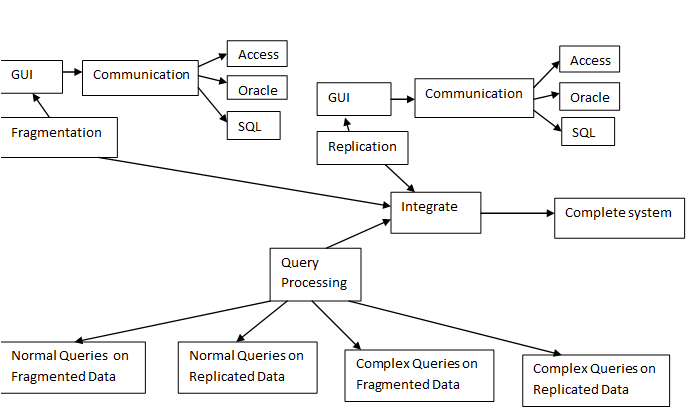 GUI
Communication
Access
Oracle
SQL
Fragmentation
GUI
Communication
Access
Oracle
SQL
Replication
Integrate
Complete system
Query
Processing
Normal Queries on
Fragmented Data
Normal Queries on
Replicated Data
Complex Queries on
Fragmented Data
Complex Queries on
Replicated Data